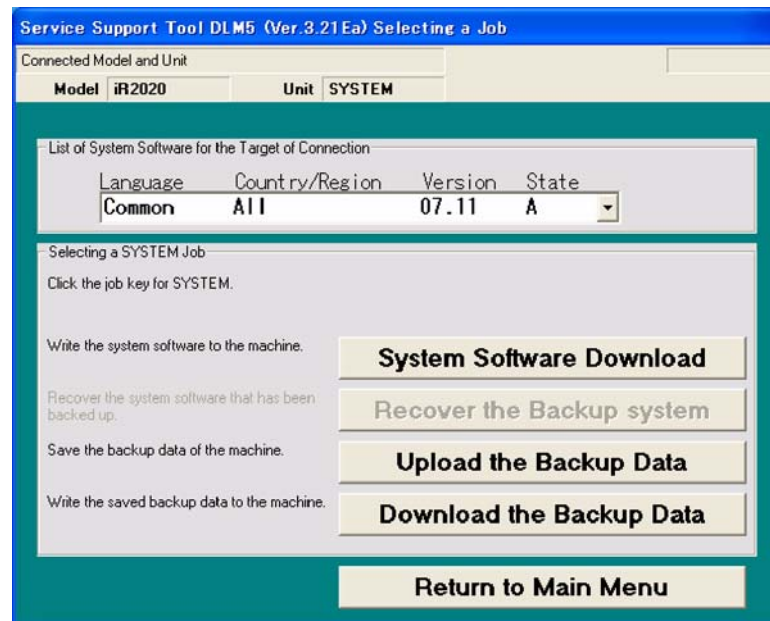 Service Support Tool DLM5 (Ver.3.21Ea) Selecting a Job
Connected Model and Unit
Model iR2020 Unit SYSTEM
List of System Software for the Target of Connection
Language Country/Region Version State
Common All 07.11 A
Selecting a SYSTEM Job
Click the job key for SYSTEM.
Write the system software to the machine. System Software Download
Recover the system software that has been
backed up. Recover the Backup system
Save the backup data of the machine. Upload the Backup Data
Write the saved backup data to the machine. Download the Backup Data
Return to Main Menu